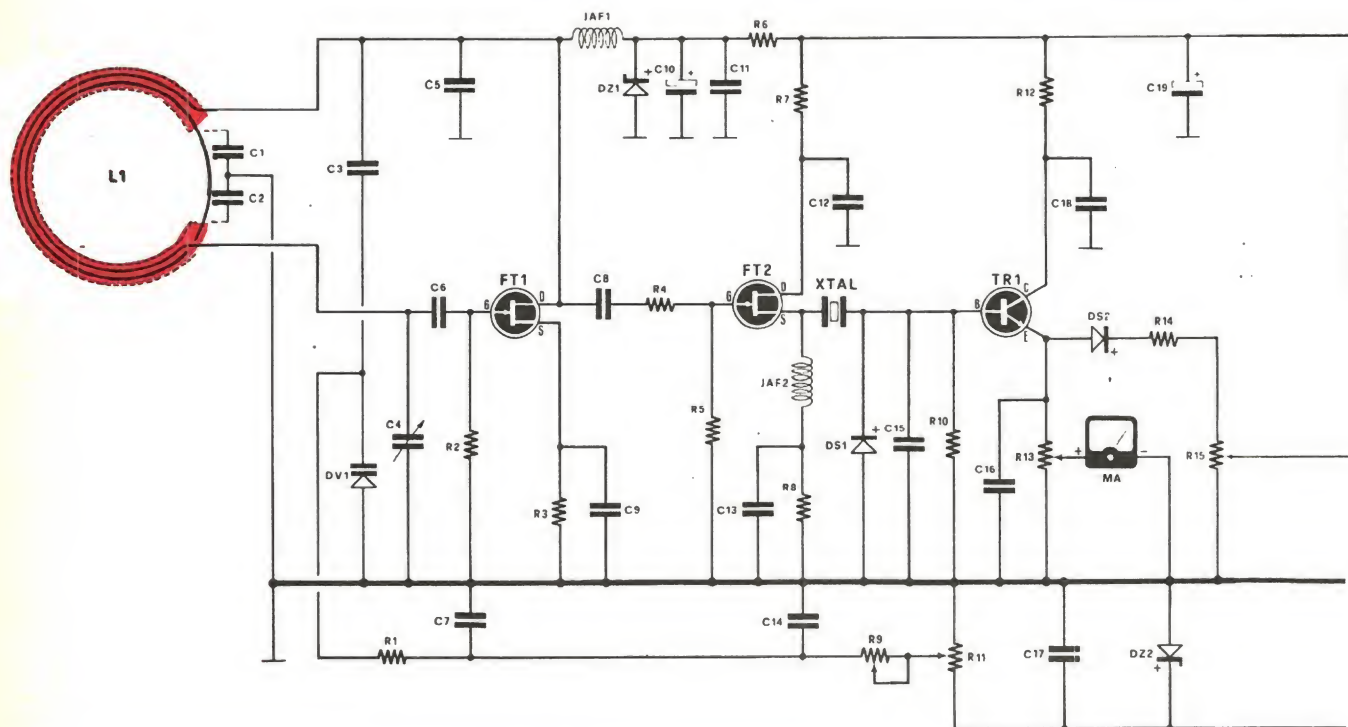 JAF1
R6
C5
C10
+
C11
DZ1
+
R7
R12
C19
+
C1
L1
C2
C3
C12
C18
FT1
FT2
TR1
C6
G
D
S
C8
R4
G
D
S
XTAL
B
C
E
DS2
+
R14
JAF2
C4
R2
R5
DS1
+
C15
R10
C16
R13
+
-
MA
R15
DV1
R3
C9
C13
R8
C7
C14
R1
R9
R11
C17
DZ2
+